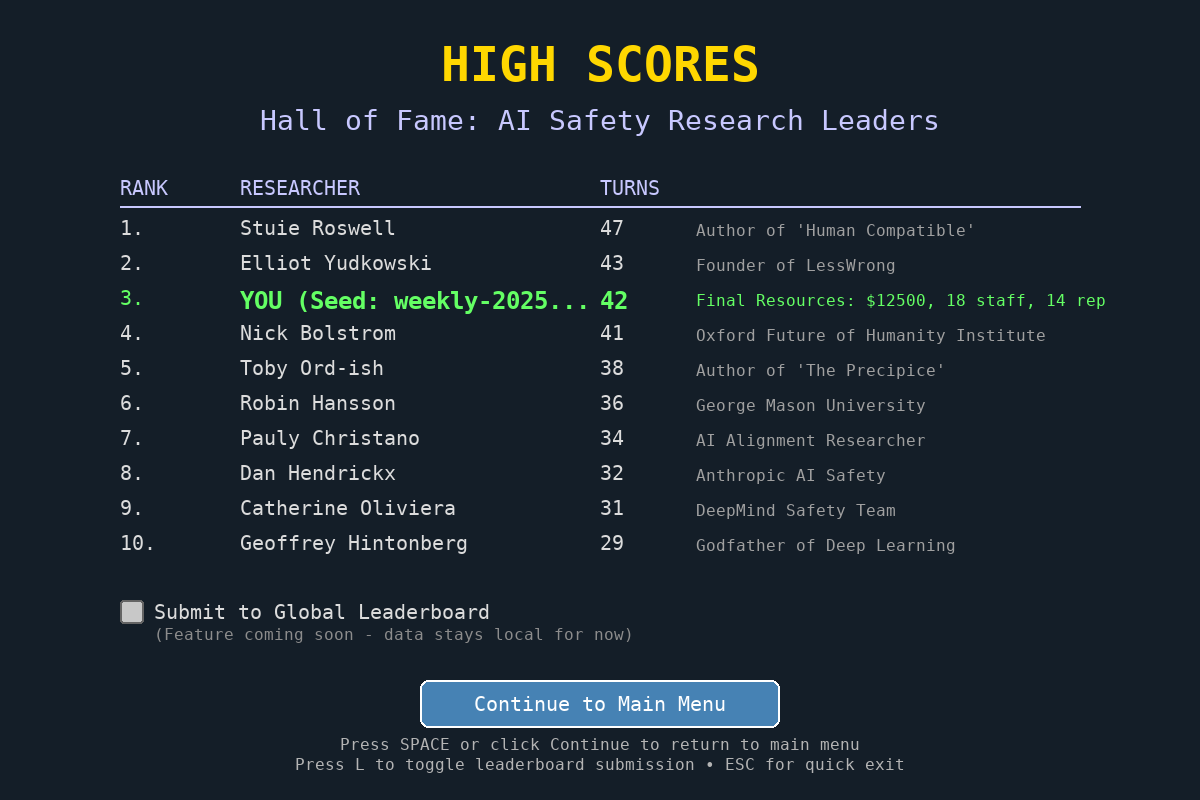 HIGH SCORES
Hall of Fame: AI Safety Research Leaders
RANK RESEARCHER TURNS
1. Stuie Roswell 47 Author of 'Human Compatible'
2. Elliot Yudkowski 43 Founder of LessWrong
3. YOU (Seed: weekly-2025... 42 Final Resources: $12500, 18 staff, 14 rep
4. Nick Bolstrom 41 Oxford Future of Humanity Institute
5. Toby Ord-ish 38 Author of 'The Precipice'
6. Robin Hansson 36 George Mason University
7. Pauly Christano 34 AI Alignment Researcher
8. Dan Hendrickx 32 Anthropic AI Safety
9. Catherine Oliviera 31 DeepMind Safety Team
10. Geoffrey Hintonberg 29 Godfather of Deep Learning
Submit to Global Leaderboard
(Feature coming soon - data stays local for now)
Continue to Main Menu
Press SPACE or click Continue to return to main menu
Press L to toggle leaderboard submission • ESC for quick exit